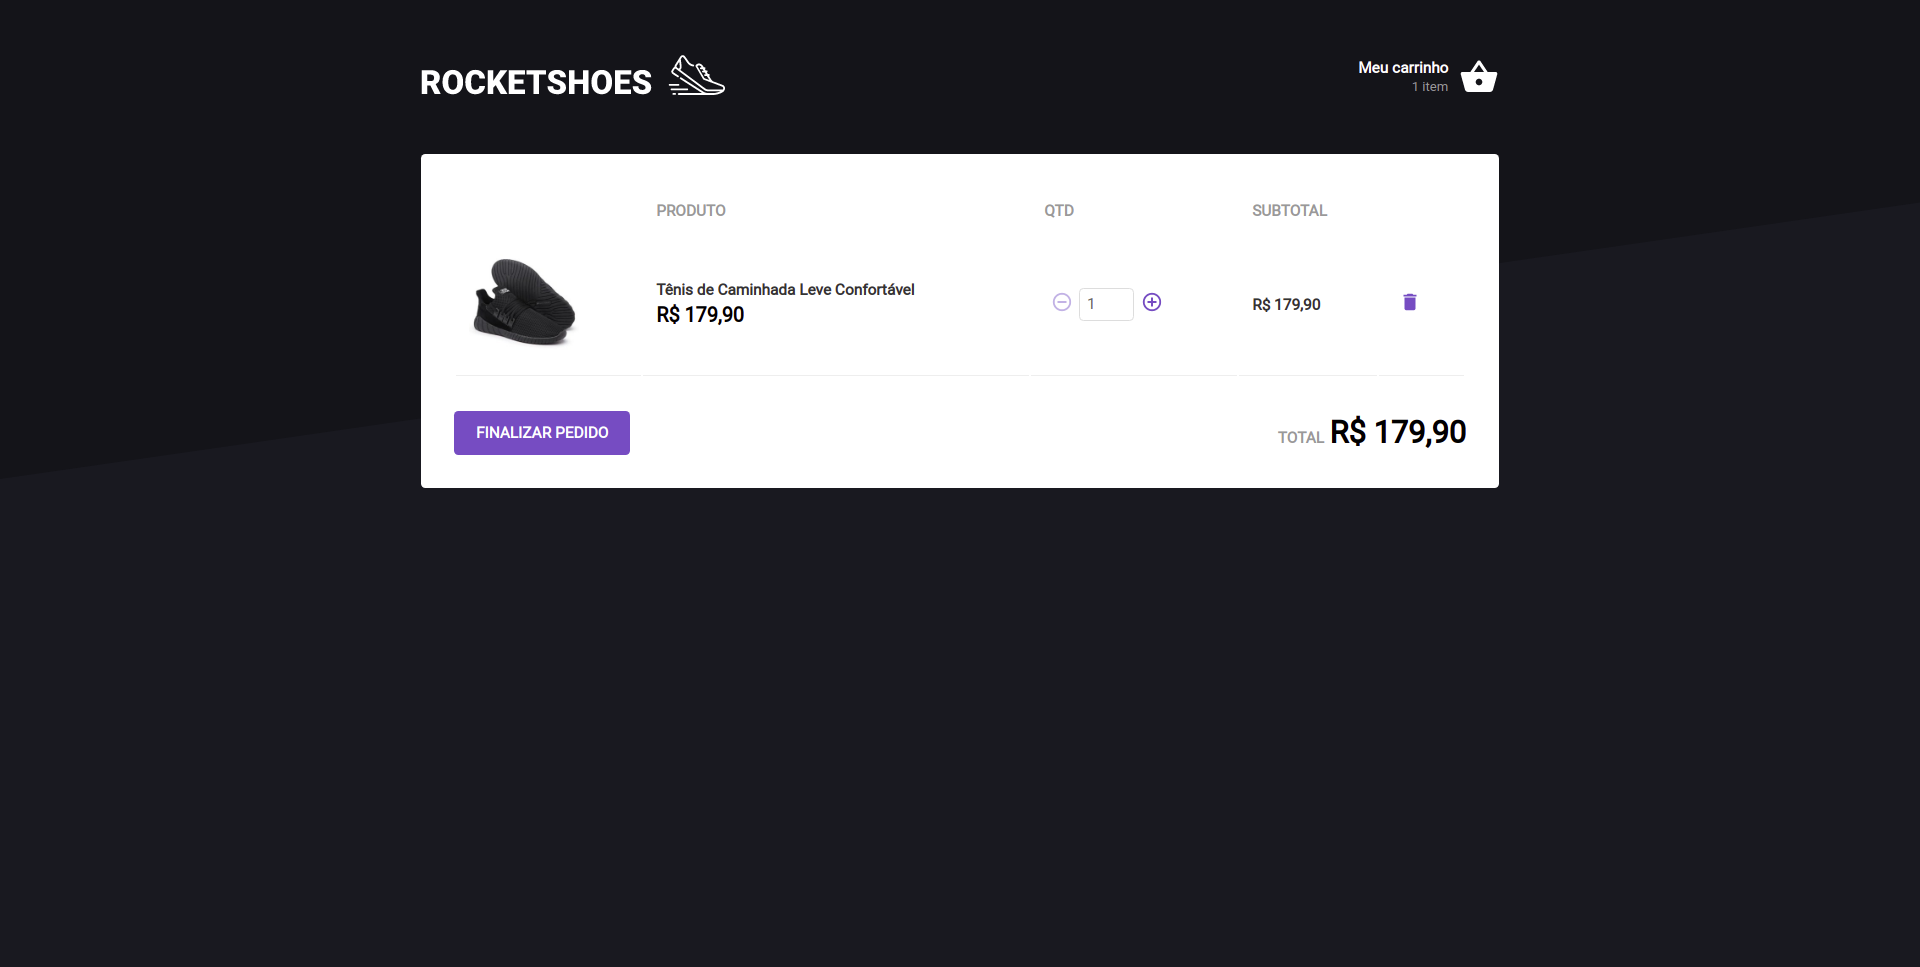 ROCKETSHOES
Meu carrinho
1 item
PRODUTO QTD SUBTOTAL
Tênis de Caminhada Leve Confortável
R$ 179,90
1
R$ 179,90
FINALIZAR PEDIDO
TOTAL R$ 179,90